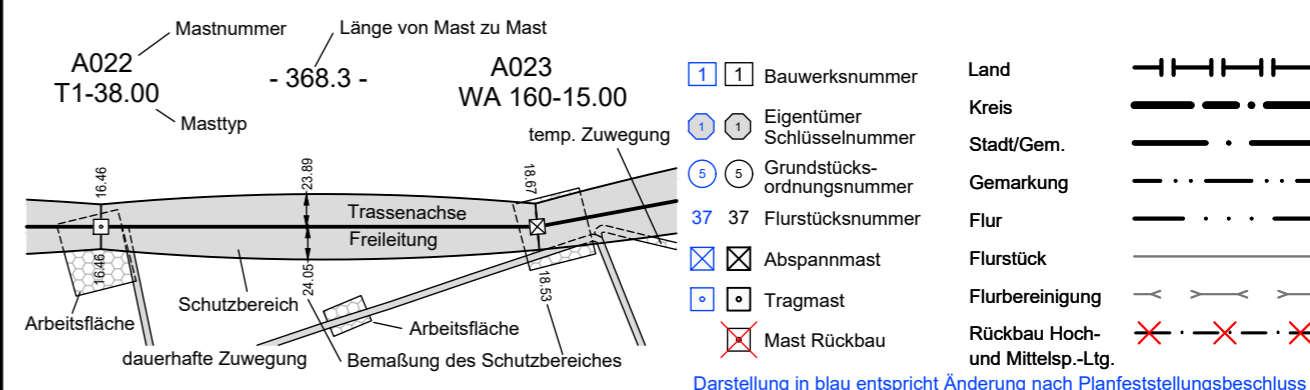 Mastnummer
Länge von Mast zu Mast
A022
T1-38.00
- 368.3 -
A023
WA 160-15.00
Masttyp
temp. Zuwegung
16.46
23.89
18.67
Trassenachse
Freileitung
16.46
24.05
18.53
Schutzbereich
Arbeitsfläche
Arbeitsfläche
dauerhafte Zuwegung
Bemaßung des Schutzbereiches
1 1 Bauwerksnummer
1 1 Eigentümer
Schlüsselnummer
5 5 Grundstücks-
ordnungsnummer
37 37 Flurstücksnummer
Abspannmast
Tragmast
Mast Rückbau
Land
Kreis
Stadt/Gem.
Gemarkung
Flur
Flurstück
Flurbereinigung
Rückbau Hoch-
und Mittelsp.-Ltg.
Darstellung in blau entspricht Änderung nach Planfeststellungsbeschluss